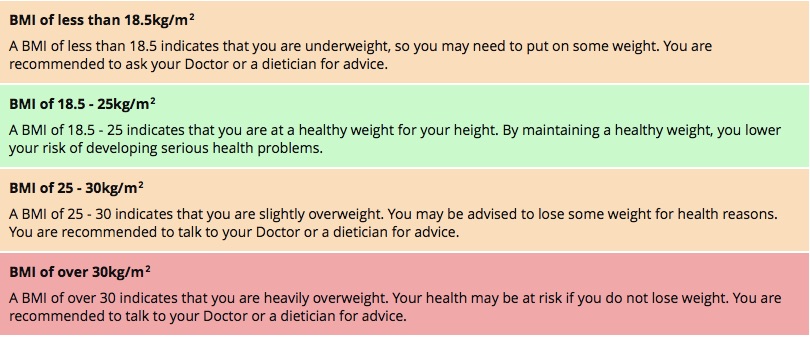 BMI of less than 18.5kg/m²
A BMI of less than 18.5 indicates that you are underweight, so you may need to put on some weight. You are
recommended to ask your Doctor or a dietician for advice.
BMI of 18.5 - 25kg/m²
A BMI of 18.5 - 25 indicates that you are at a healthy weight for your height. By maintaining a healthy weight, you lower
your risk of developing serious health problems.
BMI of 25 - 30kg/m²
A BMI of 25 - 30 indicates that you are slightly overweight. You may be advised to lose some weight for health reasons.
You are recommended to talk to your Doctor or a dietician for advice.
BMI of over 30kg/m²
A BMI of over 30 indicates that you are heavily overweight. Your health may be at risk if you do not lose weight. You are
recommended to talk to your Doctor or a dietician for advice.